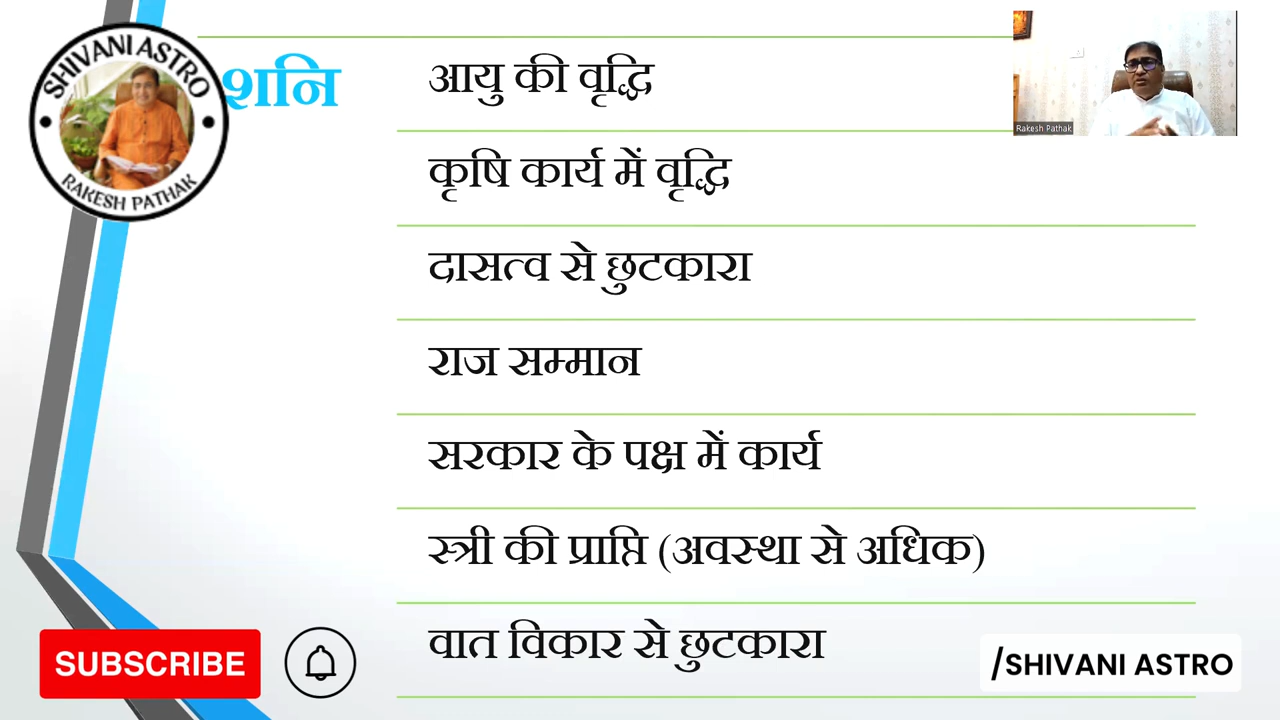 SHIVANI ASTRO
RAKESH PATHAK
शनि
आयु की वृद्धि
Rakesh Pathak
कृषि कार्य में वृद्धि
दासत्व से छुटकारा
राज सम्मान
सरकार के पक्ष में कार्य
स्त्री की प्राप्ति (अवस्था से अधिक)
वात विकार से छुटकारा
SUBSCRIBE
/SHIVANI ASTRO